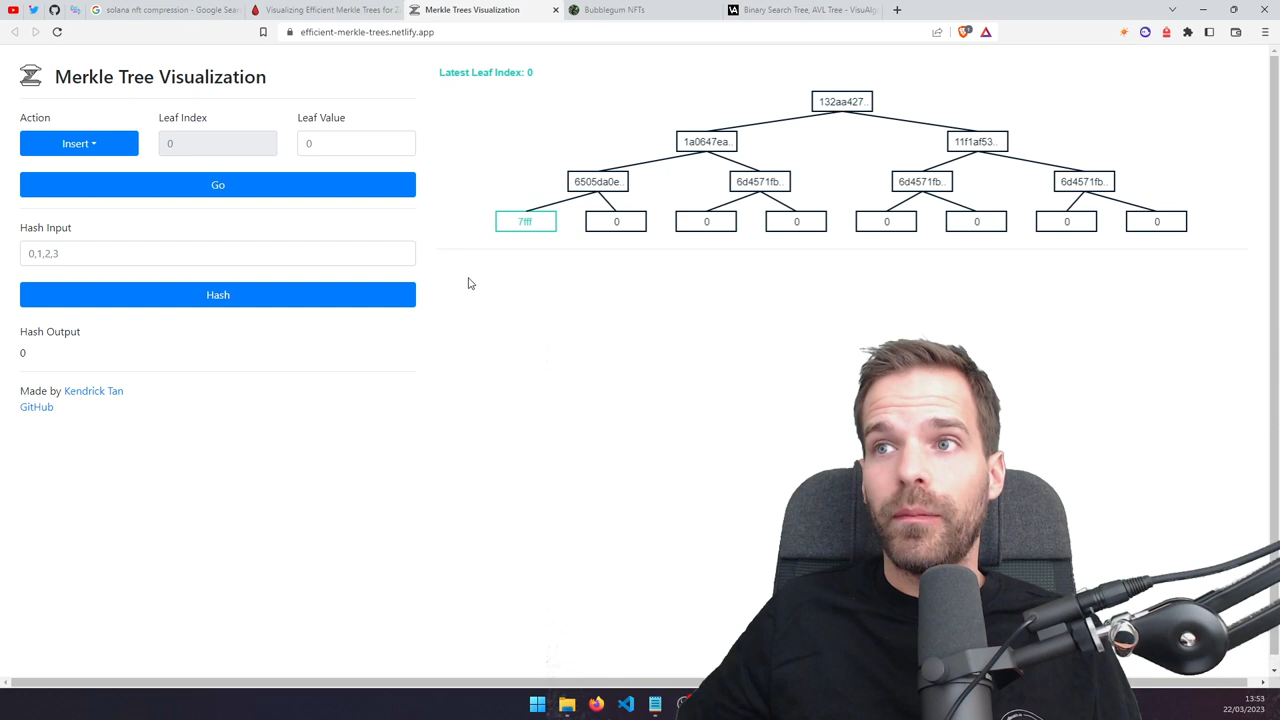 solana nft compression - Google Sear
Visualizing Efficient Merkle Trees for Z
Merkle Trees Visualization
Bubblegum NFTs
Binary Search Tree, AVL Tree - VisuAlg
efficient-merkle-trees.netlify.app
Merkle Tree Visualization
Action
Leaf Index
Leaf Value
Insert
0
0
Go
Hash Input
0,1,2,3
Hash
Hash Output
0
Made by Kendrick Tan
GitHub
Latest Leaf Index: 0
132aa427..
1a0647ea..
11f1af53..
6505da0e..
6d4571fb..
6d4571fb..
6d4571fb..
7fff
0
0
0
0
0
0
0
13:53
22/03/2023